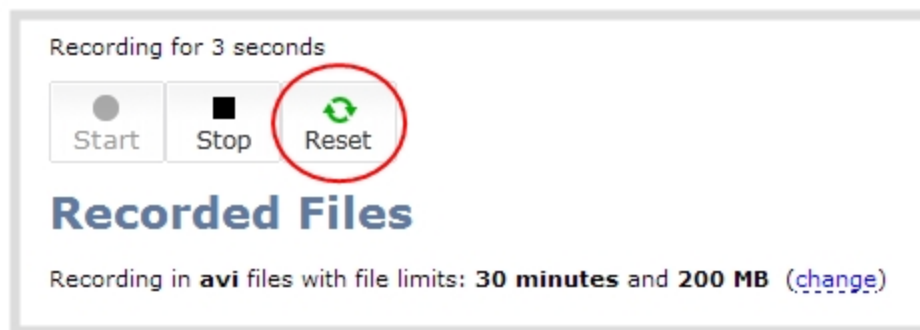 Recording for 3 seconds
Start Stop Reset
Recorded Files
Recording in avi files with file limits: 30 minutes and 200 MB (change)